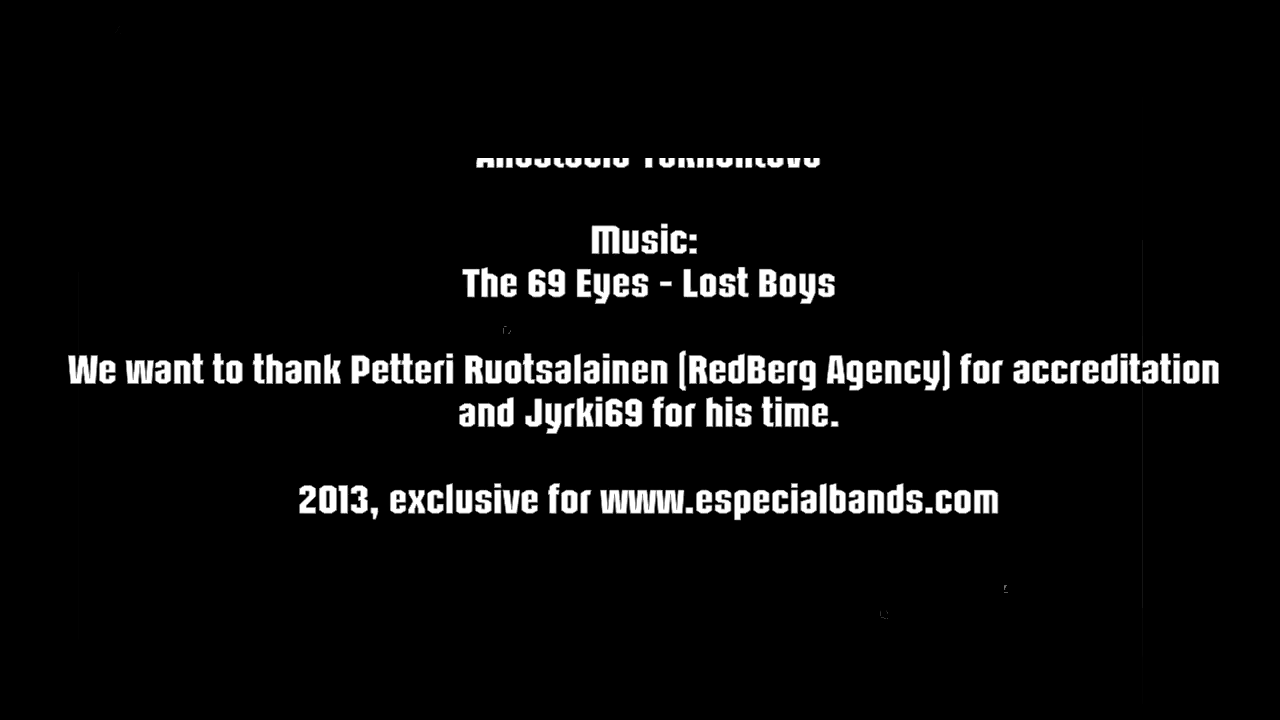 Music:
The 69 Eyes - Lost Boys
We want to thank Petteri Ruotsalainen (RedBerg Agency) for accreditation
and Jyrki69 for his time.
2013, exclusive for www.especialbands.com